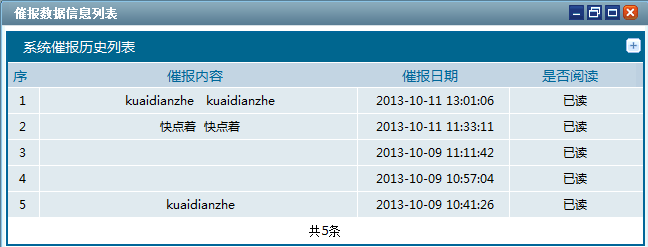 催报数据信息列表
系统催报历史列表
序 催报内容 催报日期 是否阅读
1 kuaidianzhe kuaidianzhe 2013-10-11 13:01:06 已读
2 快点着 快点着 2013-10-11 11:33:11 已读
3 2013-10-09 11:11:42 已读
4 2013-10-09 10:57:04 已读
5 kuaidianzhe 2013-10-09 10:41:26 已读
共5条